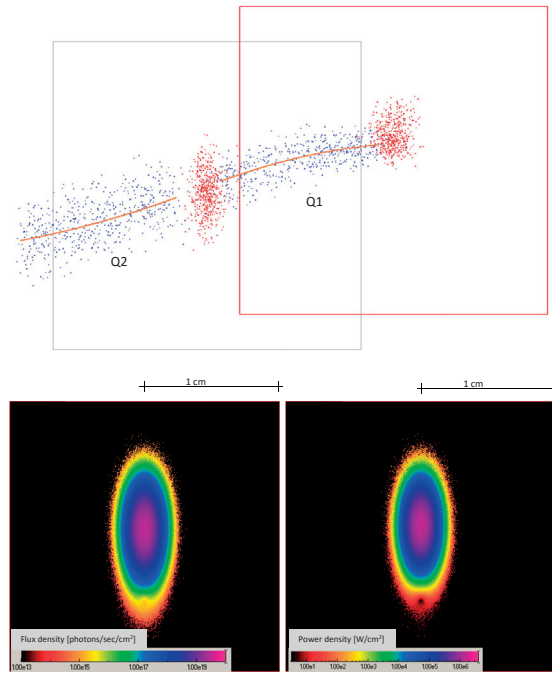 Q1
Q2
1 cm
1 cm
Flux density [photons/sec/cm²]
100e13 100e15 100e17 100e19
Power density [W/cm²]
100e1 100e2 100e3 100e4 100e5 100e6